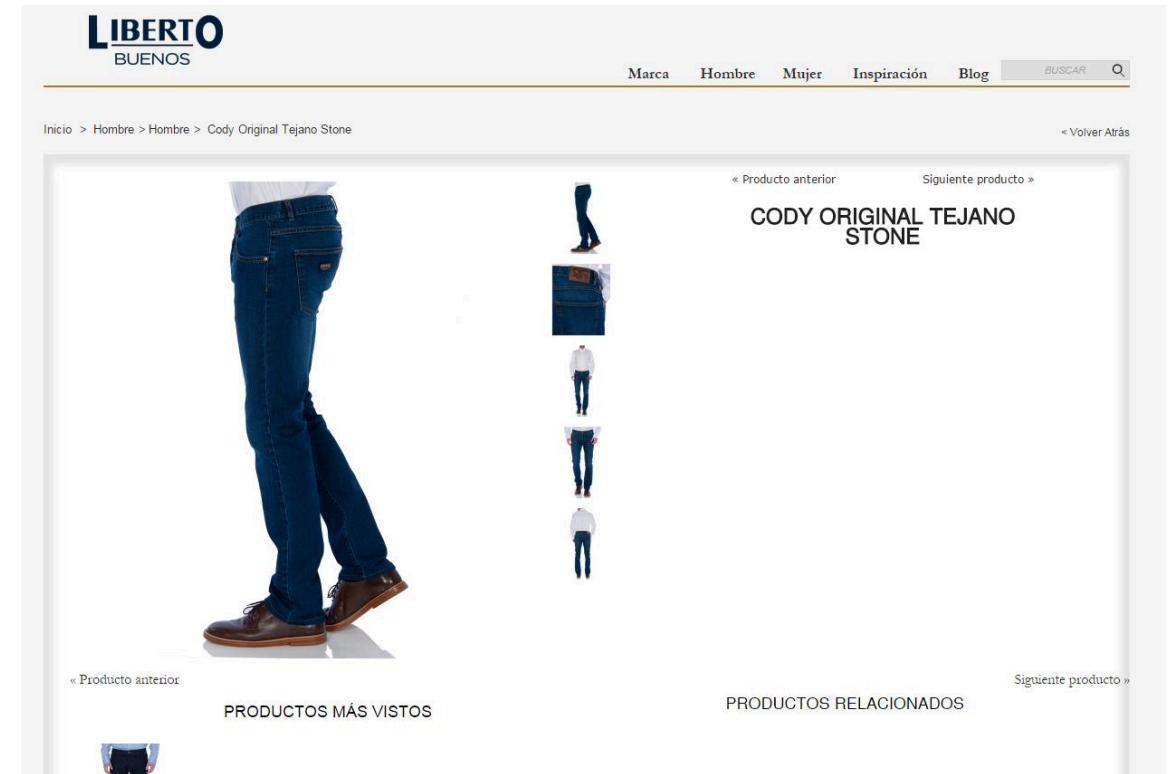 LIBERTO
BUENOS
Marca Hombre Mujer Inspiración Blog BUSCAR
Inicio > Hombre > Hombre > Cody Original Tejano Stone
< Volver Atrás
« Producto anterior Siguiente producto »
CODY ORIGINAL TEJANO
STONE
« Producto anterior Siguiente producto »
PRODUCTOS MÁS VISTOS PRODUCTOS RELACIONADOS